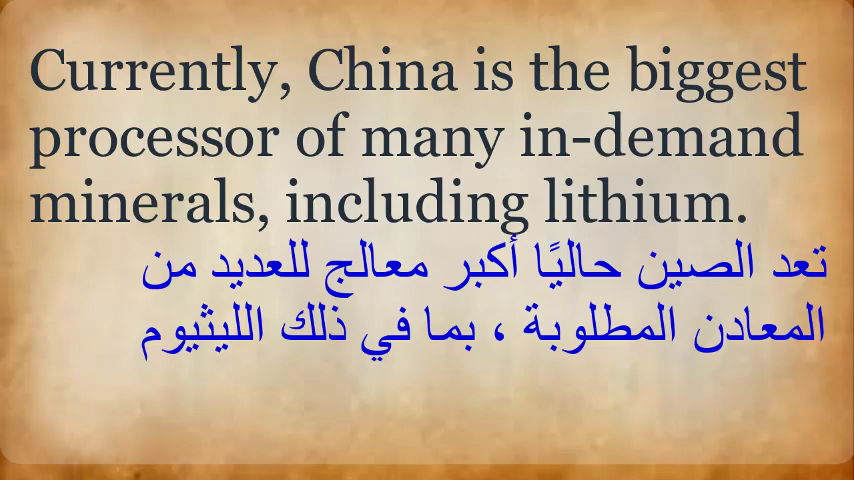 Currently, China is the biggest
processor of many in-demand
minerals, including lithium.
تعد الصين حاليًا أكبر معالج للعديد من
المعادن المطلوبة ، بما في ذلك الليثيوم